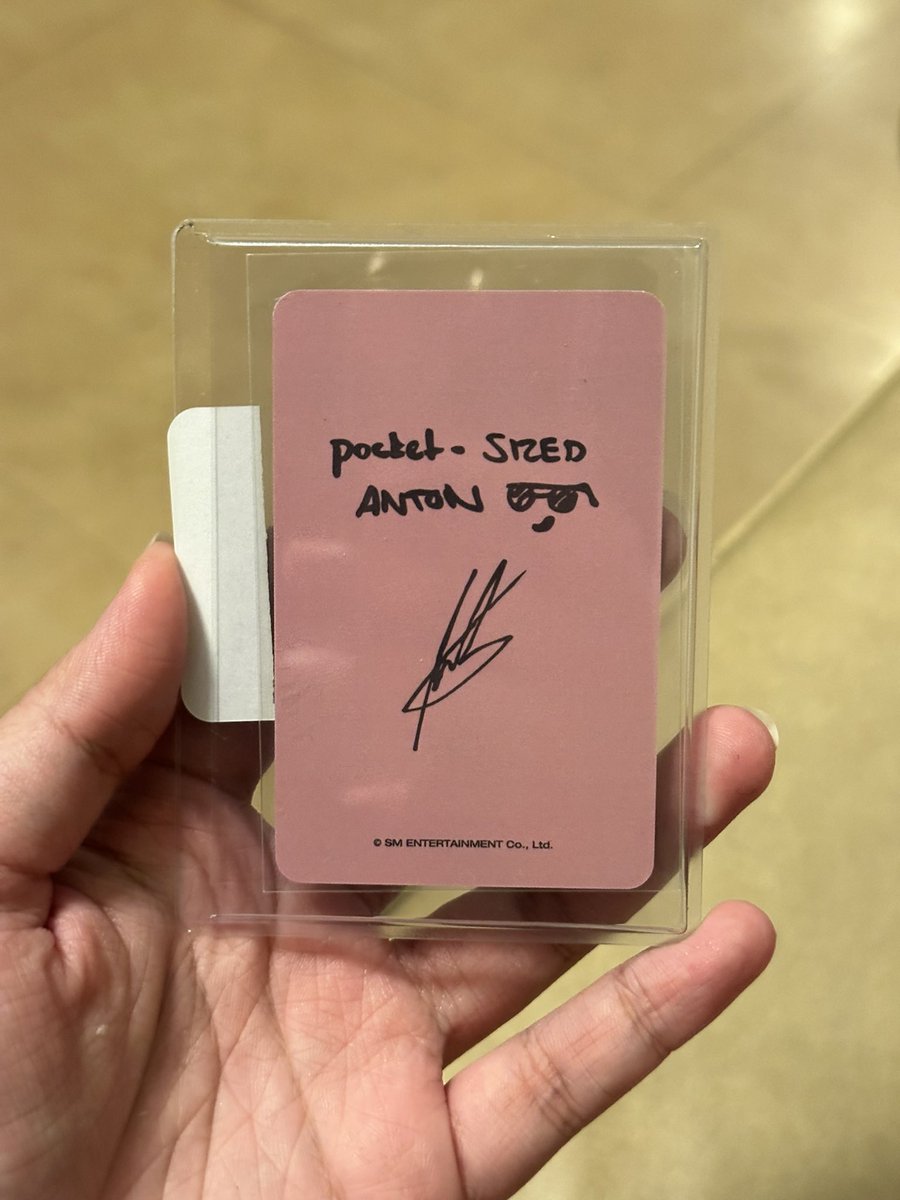 pocket - SIZED
ANTON
© SM ENTERTAINMENT Co., Ltd.